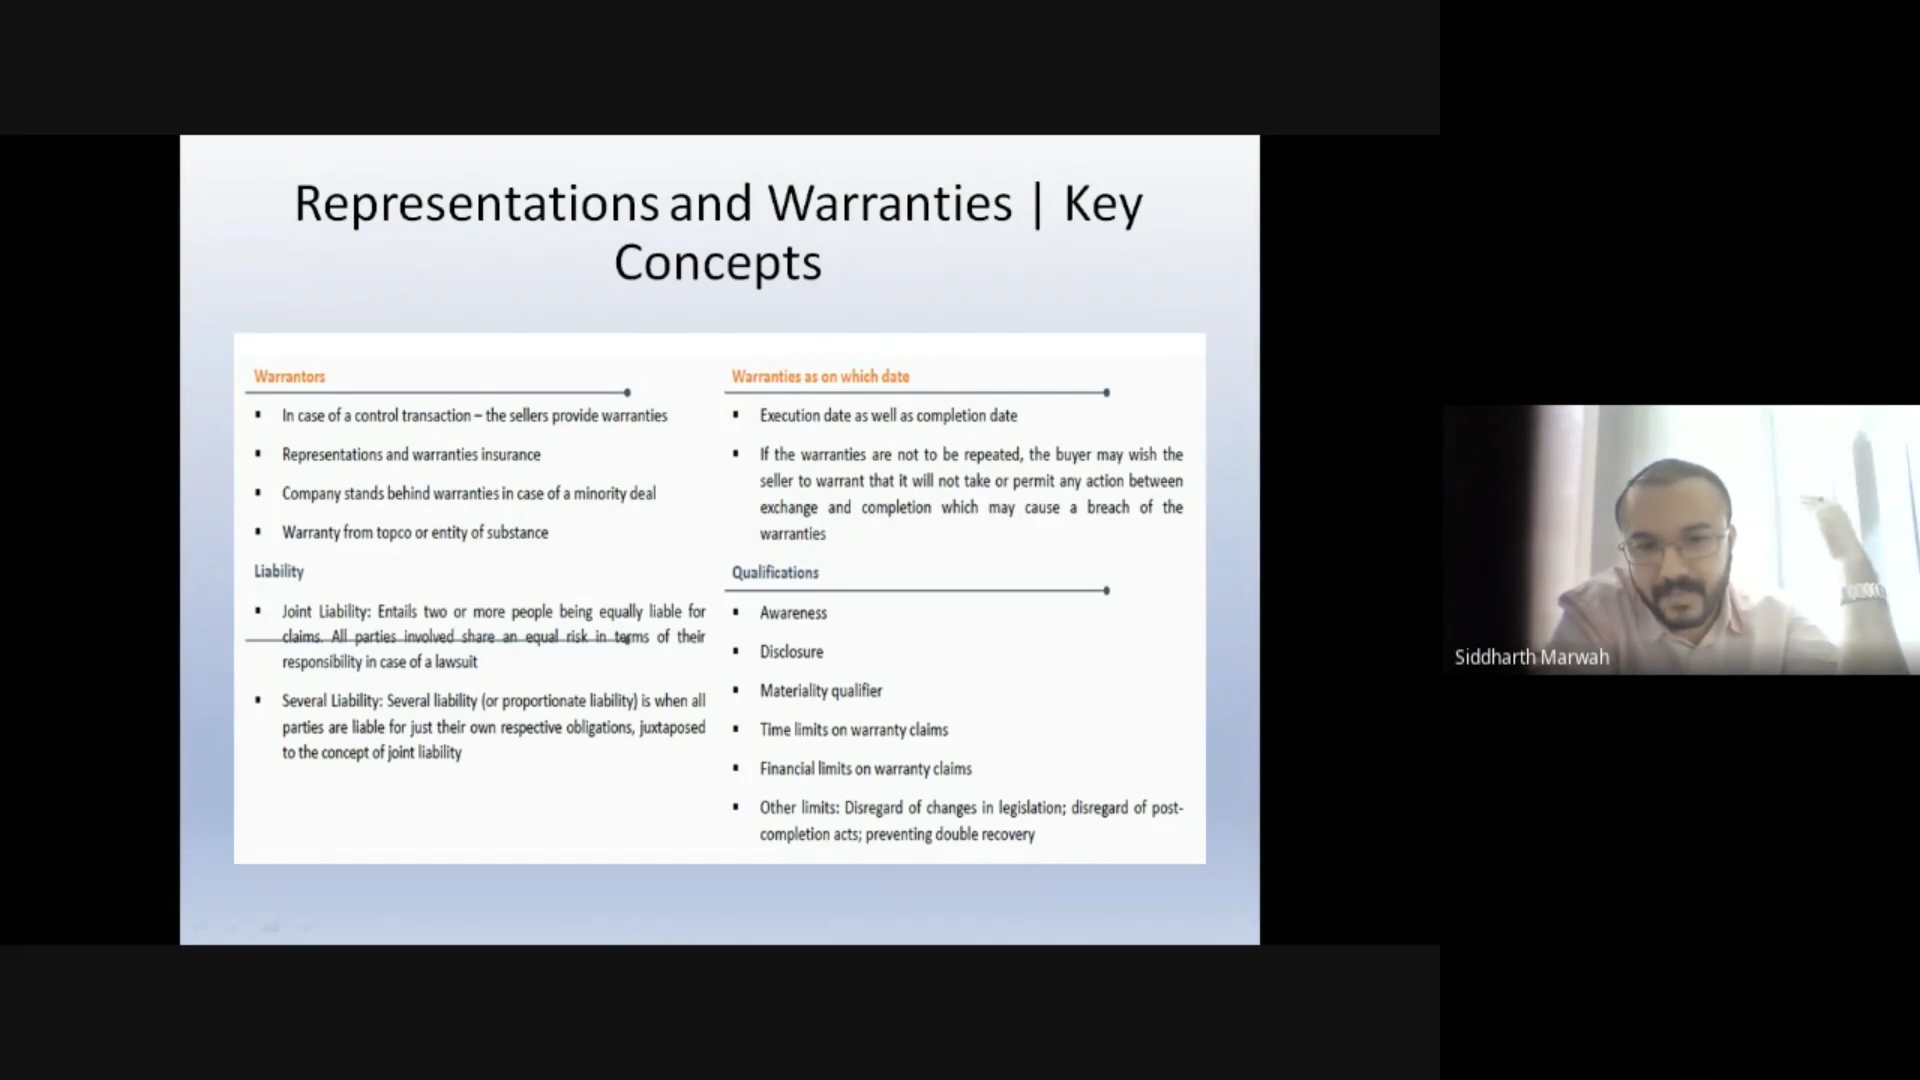 Representations and Warranties | Key
Concepts
Warrantors
In case of a control transaction – the sellers provide warranties
Representations and warranties insurance
Company stands behind warranties in case of a minority deal
Warranty from topco or entity of substance
Liability
Joint Liability: Entails two or more people being equally liable for
claims. All parties involved share an equal risk in terms of their
responsibility in case of a lawsuit
Several Liability: Several liability (or proportionate liability) is when all
parties are liable for just their own respective obligations, juxtaposed
to the concept of joint liability
Warranties as on which date
Execution date as well as completion date
If the warranties are not to be repeated, the buyer may wish the
seller to warrant that it will not take or permit any action between
exchange and completion which may cause a breach of the
warranties
Qualifications
Awareness
Disclosure
Materiality qualifier
Time limits on warranty claims
Financial limits on warranty claims
Other limits: Disregard of changes in legislation; disregard of post-
completion acts; preventing double recovery
Siddharth Marwah